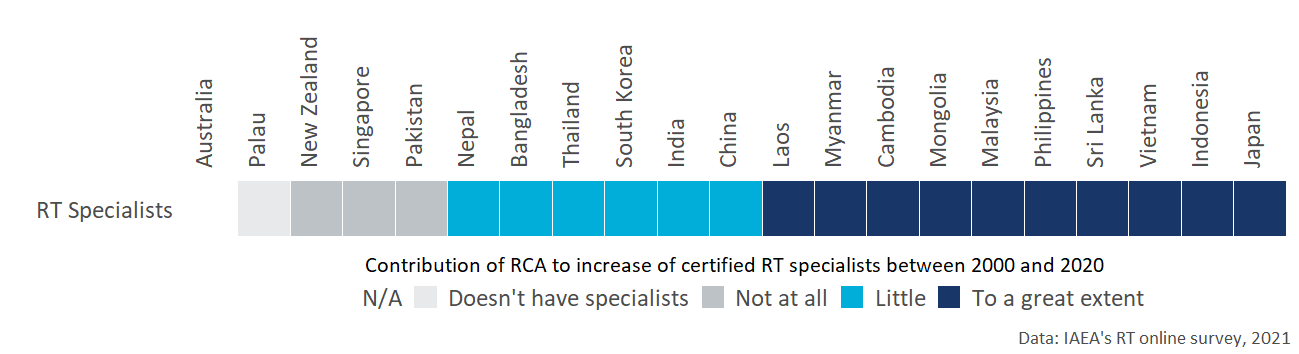 Australia
Palau
New Zealand
Singapore
Pakistan
Nepal
Bangladesh
Thailand
South Korea
India
China
Laos
Myanmar
Cambodia
Mongolia
Malaysia
Philippines
Sri Lanka
Vietnam
Indonesia
Japan
RT Specialists
Contribution of RCA to increase of certified RT specialists between 2000 and 2020
N/A Doesn't have specialists Not at all Little To a great extent
Data: IAEA's RT online survey, 2021